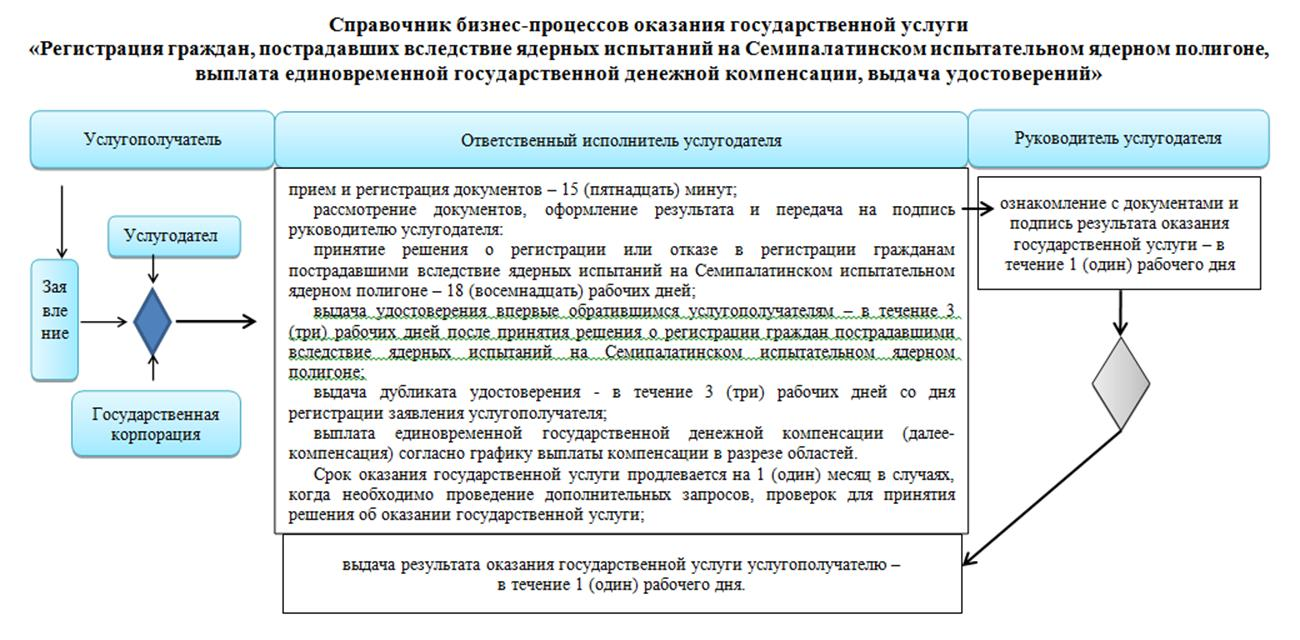 Справочник бизнес-процессов оказания государственной услуги
«Регистрация граждан, пострадавших вследствие ядерных испытаний на Семипалатинском испытательном ядерном полигоне,
выплата единовременной государственной денежной компенсации, выдача удостоверений»
Услугополучатель
Ответственный исполнитель услугодателя
Руководитель услугодателя
Услугодател
Зая
вле
ние
Государственная
корпорация
прием и регистрация документов – 15 (пятнадцать) минут;
рассмотрение документов, оформление результата и передача на подпись
руководителю услугодателя:
принятие решения о регистрации или отказе в регистрации гражданам
пострадавшими вследствие ядерных испытаний на Семипалатинском испытательном
ядерном полигоне – 18 (восемнадцать) рабочих дней;
выдача удостоверения впервые обратившимся услугополучателям – в течение 3
(три) рабочих дней после принятия решения о регистрации граждан пострадавшими
вследствие ядерных испытаний на Семипалатинском испытательном ядерном
полигоне;
выдача дубликата удостоверения - в течение 3 (три) рабочих дней со дня
регистрации заявления услугополучателя;
выплата единовременной государственной денежной компенсации (далее-
компенсация) согласно графику выплаты компенсации в разрезе областей.
Срок оказания государственной услуги продлевается на 1 (один) месяц в случаях,
когда необходимо проведение дополнительных запросов, проверок для принятия
решения об оказании государственной услуги;
ознакомление с документами и
подпись результата оказания
государственной услуги – в
течение 1 (один) рабочего дня
выдача результата оказания государственной услуги услугополучателю –
в течение 1 (один) рабочего дня.